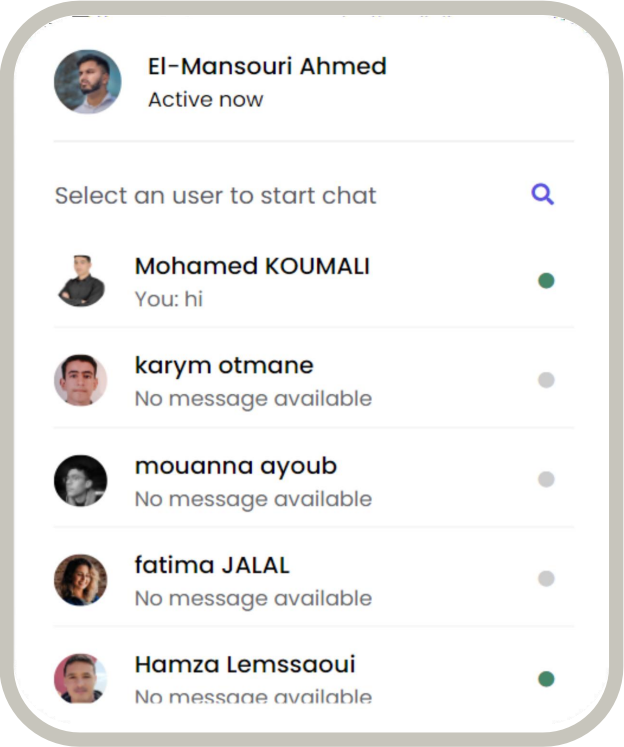 El-Mansouri Ahmed
Active now
Select an user to start chat
Mohamed KOUMALI
You: hi
karym otmane
No message available
mouanna ayoub
No message available
fatima JALAL
No message available
Hamza Lemssaoui
No message available